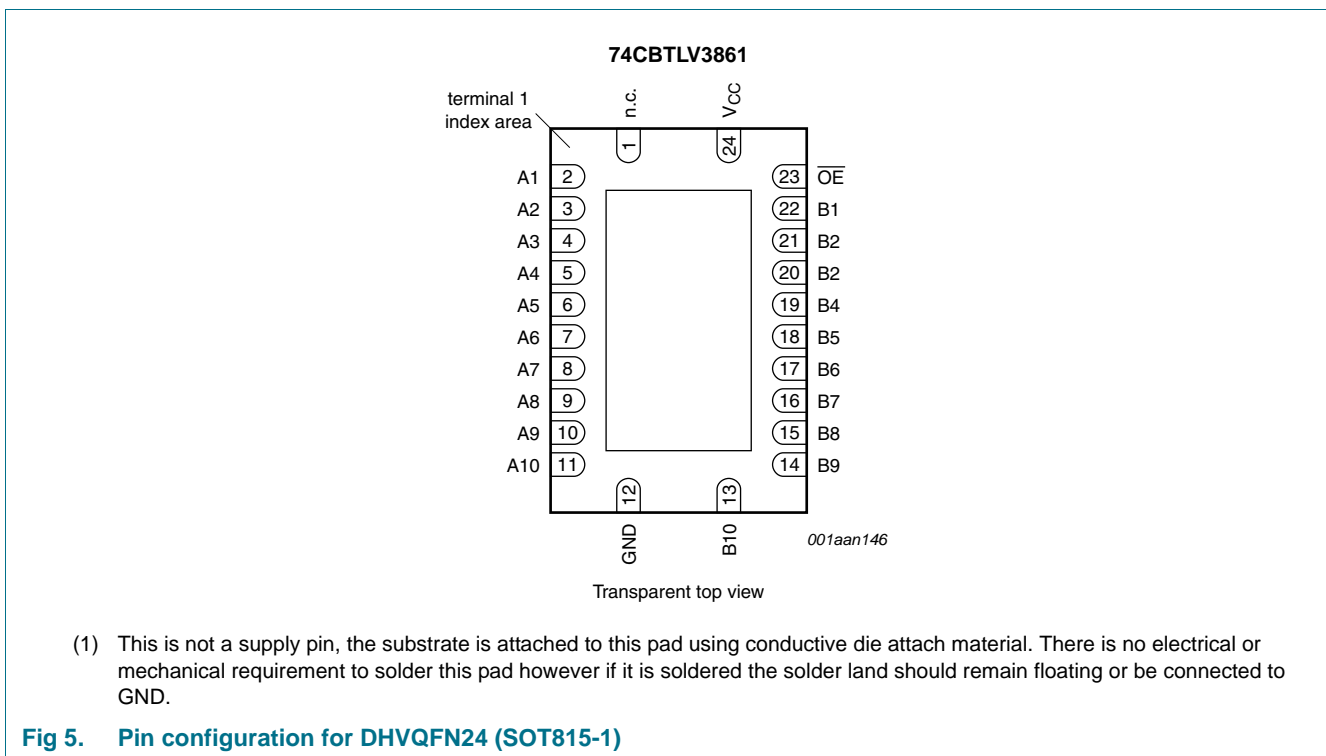 74CBTLV3861
terminal 1
index area
n.c.
VCC
1
24
A1 2
23 OE
A2 3
22 B1
A3 4
21 B2
A4 5
20 B2
A5 6
19 B4
A6 7
18 B5
A7 8
17 B6
A8 9
16 B7
A9 10
15 B8
A10 11
14 B9
12
13
GND
B10
001aan146
Transparent top view
(1) This is not a supply pin, the substrate is attached to this pad using conductive die attach material. There is no electrical or
mechanical requirement to solder this pad however if it is soldered the solder land should remain floating or be connected to
GND.
Fig 5. Pin configuration for DHVQFN24 (SOT815-1)